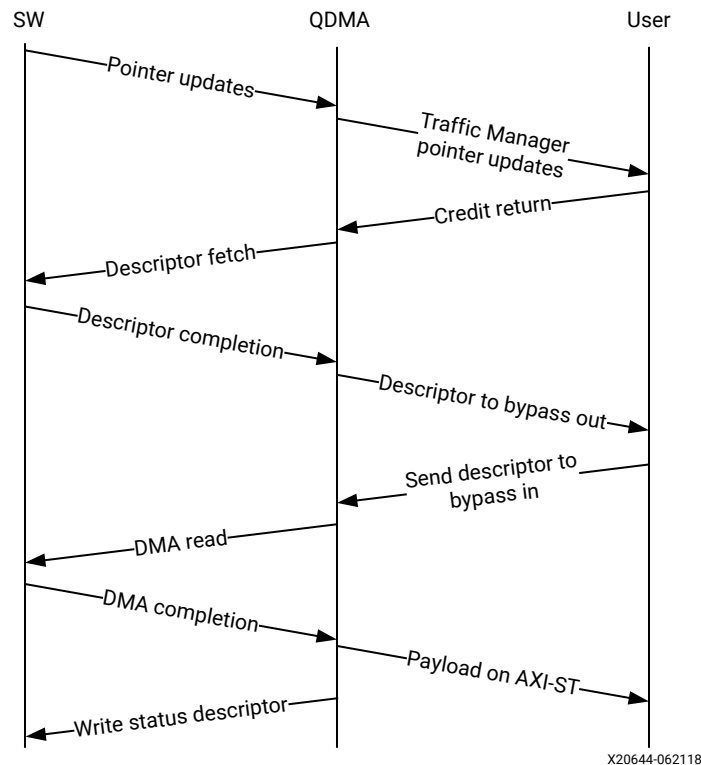 SW
QDMA
User
Pointer updates
Traffic Manager
pointer updates
Credit return
Descriptor fetch
Descriptor completion
Descriptor to bypass out
Send descriptor to
bypass in
DMA read
DMA completion
Payload on AXI-ST
Write status descriptor
X20644-062118